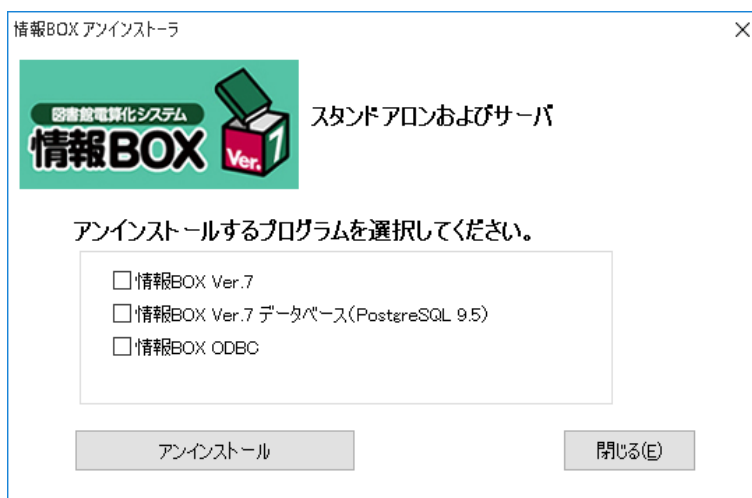 情報BOX アンインストーラ
図書館電算化システム
情報BOX Ver. 7
スタンドアロンおよびサーバ
アンインストールするプログラムを選択してください。
情報BOX Ver.7
情報BOX Ver.7 データベース(PostgreSQL 9.5)
情報BOX ODBC
アンインストール 閉じる(E)